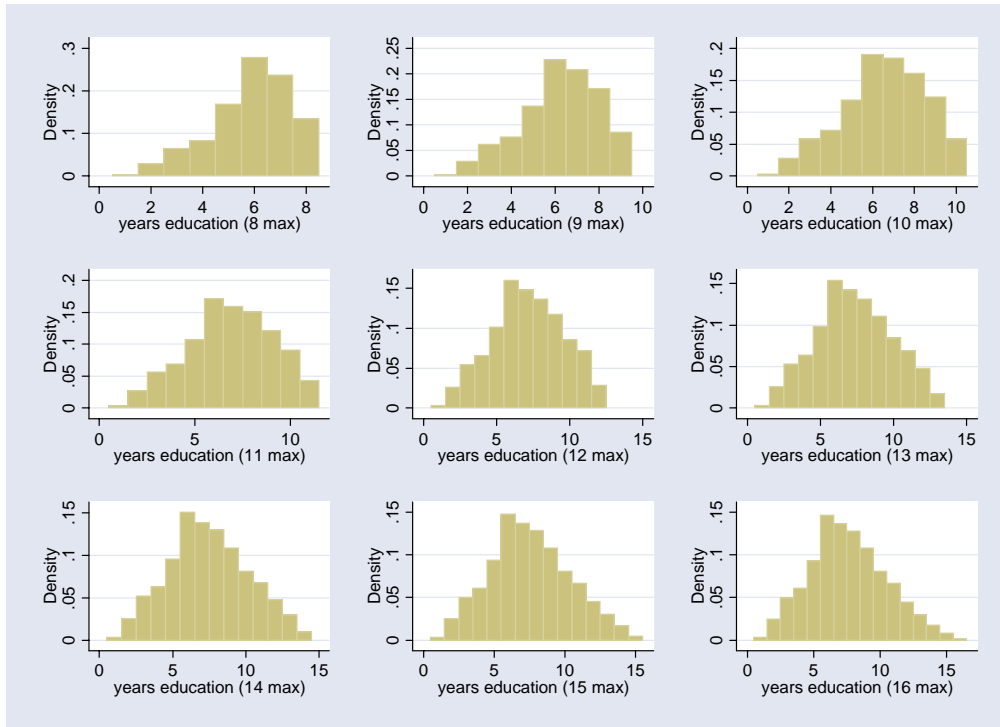 Density
0 .1 .2 .3
0 2 4 6 8
years education (8 max)
Density
0 .05 .1 .15 .2 .25
0 2 4 6 8 10
years education (9 max)
Density
0 .05 .1 .15 .2
0 2 4 6 8 10
years education (10 max)
Density
0 .05 .1 .15 .2
0 5 10
years education (11 max)
Density
0 .05 .1 .15
0 5 10 15
years education (12 max)
Density
0 .05 .1 .15
0 5 10 15
years education (13 max)
Density
0 .05 .1 .15
0 5 10 15
years education (14 max)
Density
0 .05 .1 .15
0 5 10 15
years education (15 max)
Density
0 .05 .1 .15
0 5 10 15
years education (16 max)